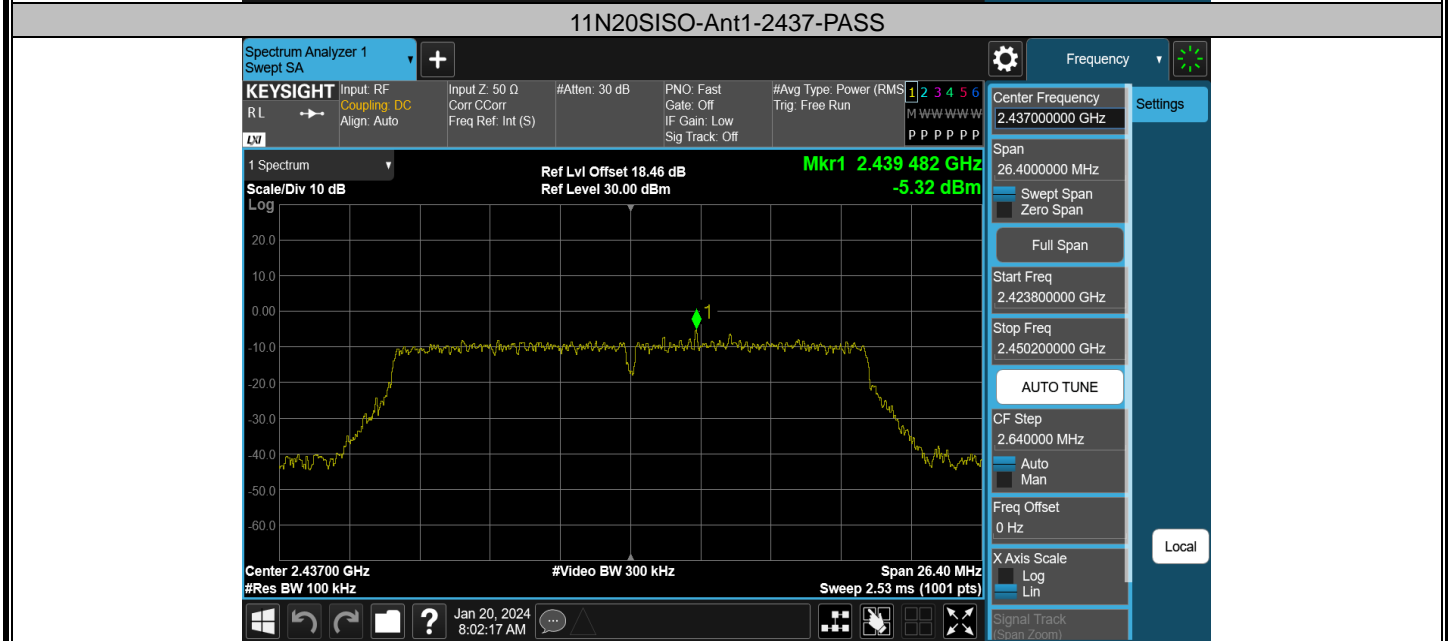 11N20SISO-Ant1-2437-PASS
Spectrum Analyzer 1
Swept SA
+
Frequency
KEYSIGHT
RL
LXI
Input: RF
Coupling: DC
Align: Auto
Input Z: 50 Ω
Corr CCorr
Freq Ref: Int (S)
#Atten: 30 dB
PNO: Fast
Gate: Off
IF Gain: Low
Sig Track: Off
#Avg Type: Power (RMS
Trig: Free Run
1 2 3 4 5 6
M W W W W W
P P P P P P
1 Spectrum
Scale/Div 10 dB
Log
Ref Lvl Offset 18.46 dB
Ref Level 30.00 dBm
Mkr1 2.439 482 GHz
-5.32 dBm
20.0
10.0
0.00
-10.0
-20.0
-30.0
-40.0
-50.0
-60.0
1
Center 2.43700 GHz
#Res BW 100 kHz
#Video BW 300 kHz
Span 26.40 MHz
Sweep 2.53 ms (1001 pts)
Center Frequency
2.437000000 GHz
Span
26.4000000 MHz
Swept Span
Zero Span
Full Span
Start Freq
2.423800000 GHz
Stop Freq
2.450200000 GHz
AUTO TUNE
CF Step
2.640000 MHz
Auto
Man
Freq Offset
0 Hz
X Axis Scale
Log
Lin
Signal Track
(Span Zoom)
Settings
Local
?
Jan 20, 2024
8:02:17 AM